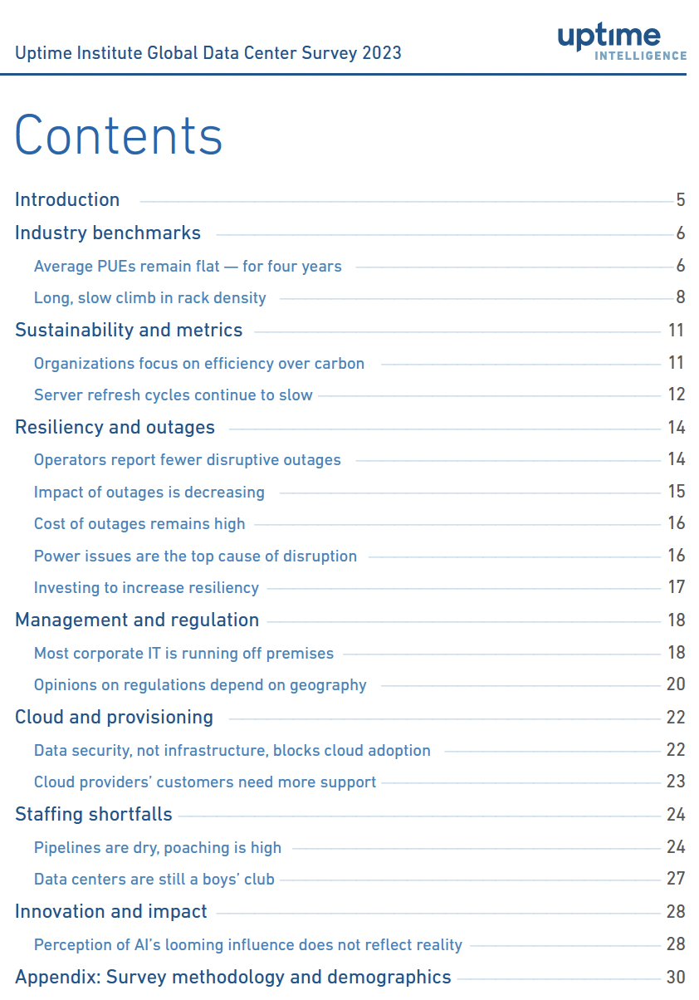 Uptime Institute Global Data Center Survey 2023
uptime
INTELLIGENCE
Contents
Introduction 5
Industry benchmarks 6
Average PUEs remain flat — for four years 6
Long, slow climb in rack density 8
Sustainability and metrics 11
Organizations focus on efficiency over carbon 11
Server refresh cycles continue to slow 12
Resiliency and outages 14
Operators report fewer disruptive outages 14
Impact of outages is decreasing 15
Cost of outages remains high 16
Power issues are the top cause of disruption 16
Investing to increase resiliency 17
Management and regulation 18
Most corporate IT is running off premises 18
Opinions on regulations depend on geography 20
Cloud and provisioning 22
Data security, not infrastructure, blocks cloud adoption 22
Cloud providers’ customers need more support 23
Staffing shortfalls 24
Pipelines are dry, poaching is high 24
Data centers are still a boys’ club 27
Innovation and impact 28
Perception of AI’s looming influence does not reflect reality 28
Appendix: Survey methodology and demographics 30